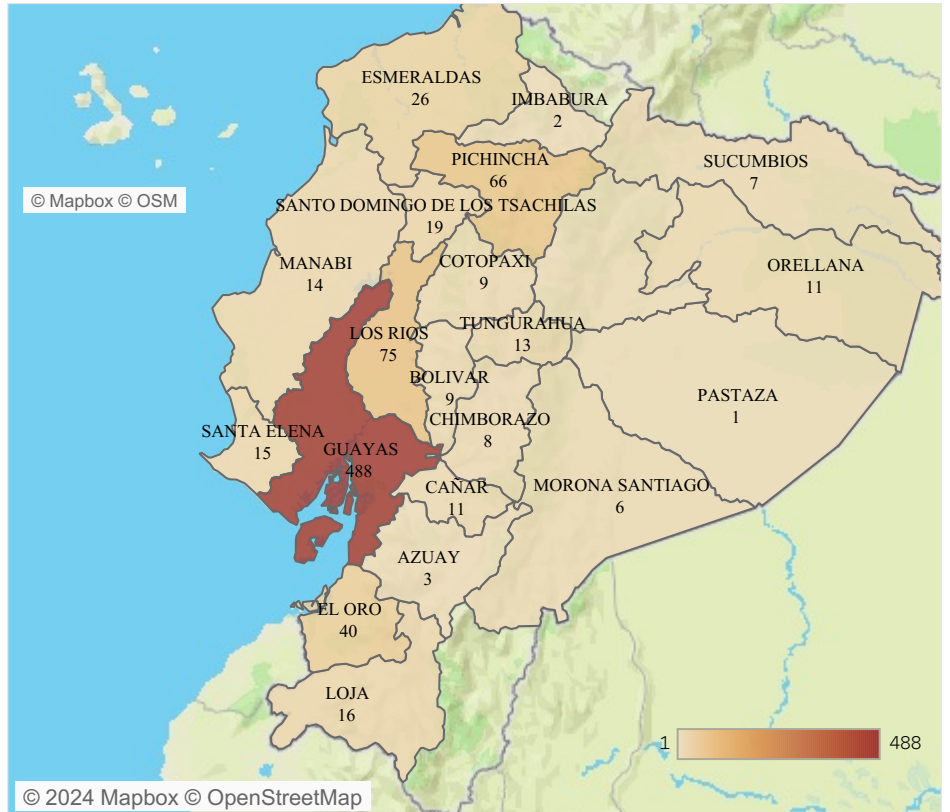 ESMERALDAS
26
IMBABURA
2
PICHINCHA
66
SUCUMBIOS
7
© Mapbox © OSM
SANTO DOMINGO DE LOS TSACHILAS
19
MANABI
14
COTOPAXI
9
ORELLANA
11
LOS RIOS
75
TUNGURAHUA
13
BOLIVAR
9
PASTAZA
1
CHIMBORAZO
8
SANTA ELENA
15
GUAYAS
488
CAÑAR
11
MORONA SANTIAGO
6
AZUAY
3
EL ORO
40
LOJA
16
1 488
© 2024 Mapbox © OpenStreetMap